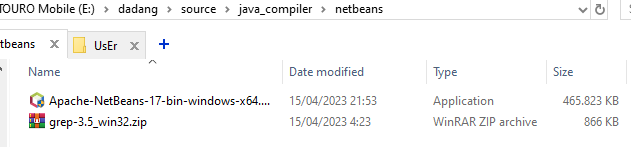 TOURO Mobile (E:) > dadang > source > java_compiler > netbeans
tbeans UsEr
Name Date modified Type Size
Apache-NetBeans-17-bin-windows-x64.... 15/04/2023 21:53 Application 465.823 KB
grep-3.5_win32.zip 15/04/2023 4:23 WinRAR ZIP archive 866 KB